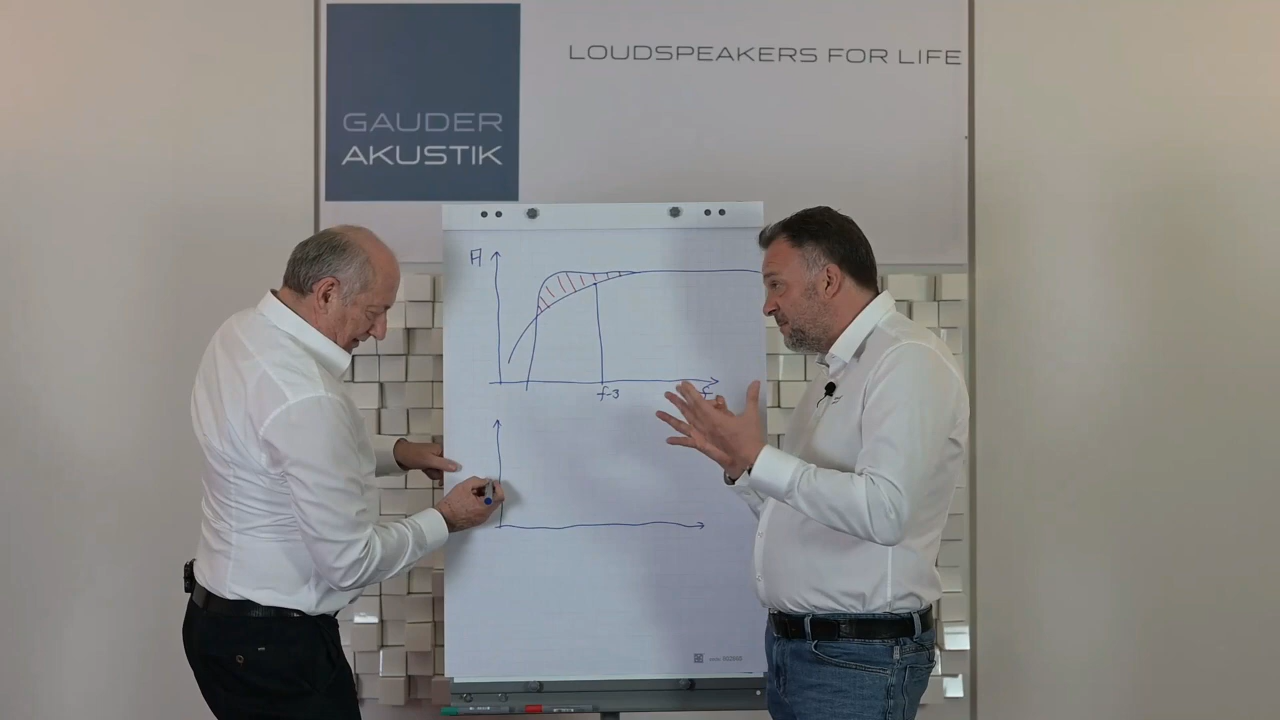 LOUDSPEAKERS FOR LIFE
GAUDER
AKUSTIK
A
f-3